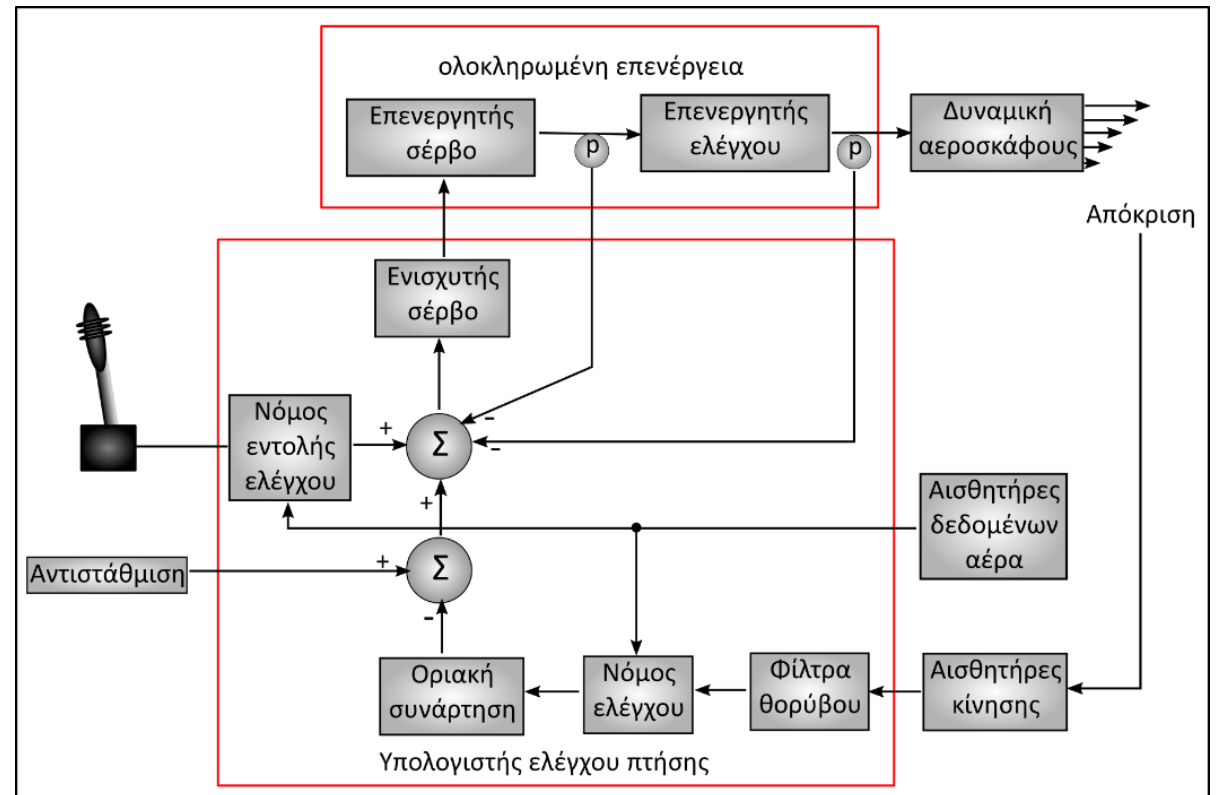 ολοκληρωμένη επενέργεια
Επενεργητής
σέρβο
p
Επενεργητής
ελέγχου
p
Δυναμική
αεροσκάφους
Απόκριση
Ενισχυτής
σέρβο
Νόμος
εντολής
ελέγχου
+
Σ
-
-
+
Αισθητήρες
δεδομένων
αέρα
Αντιστάθμιση
+
Σ
-
Οριακή
συνάρτηση
Νόμος
ελέγχου
Φίλτρα
θορύβου
Αισθητήρες
κίνησης
Υπολογιστής ελέγχου πτήσης